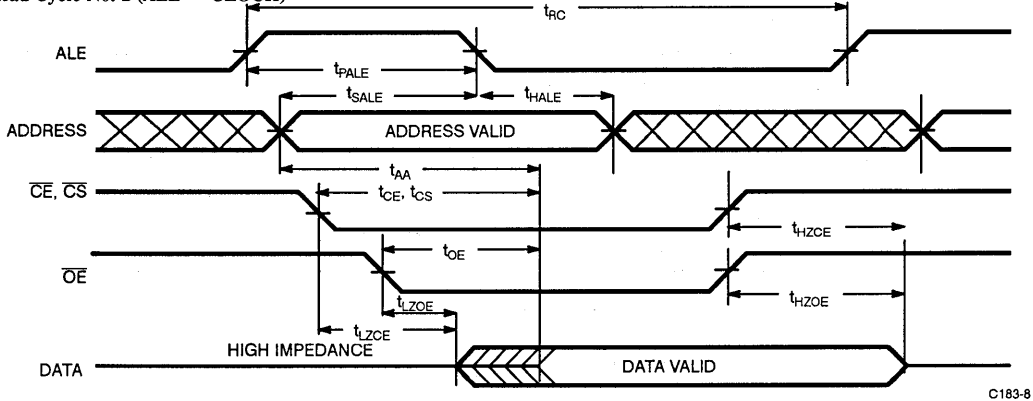 tRC
ALE
tPALE
tSALE
tHALE
ADDRESS
ADDRESS VALID
tAA
CE, CS
tCE, tCS
tHZCE
tOE
OE
tLZOE
tHZOE
tLZCE
HIGH IMPEDANCE
DATA
DATA VALID
C183-8